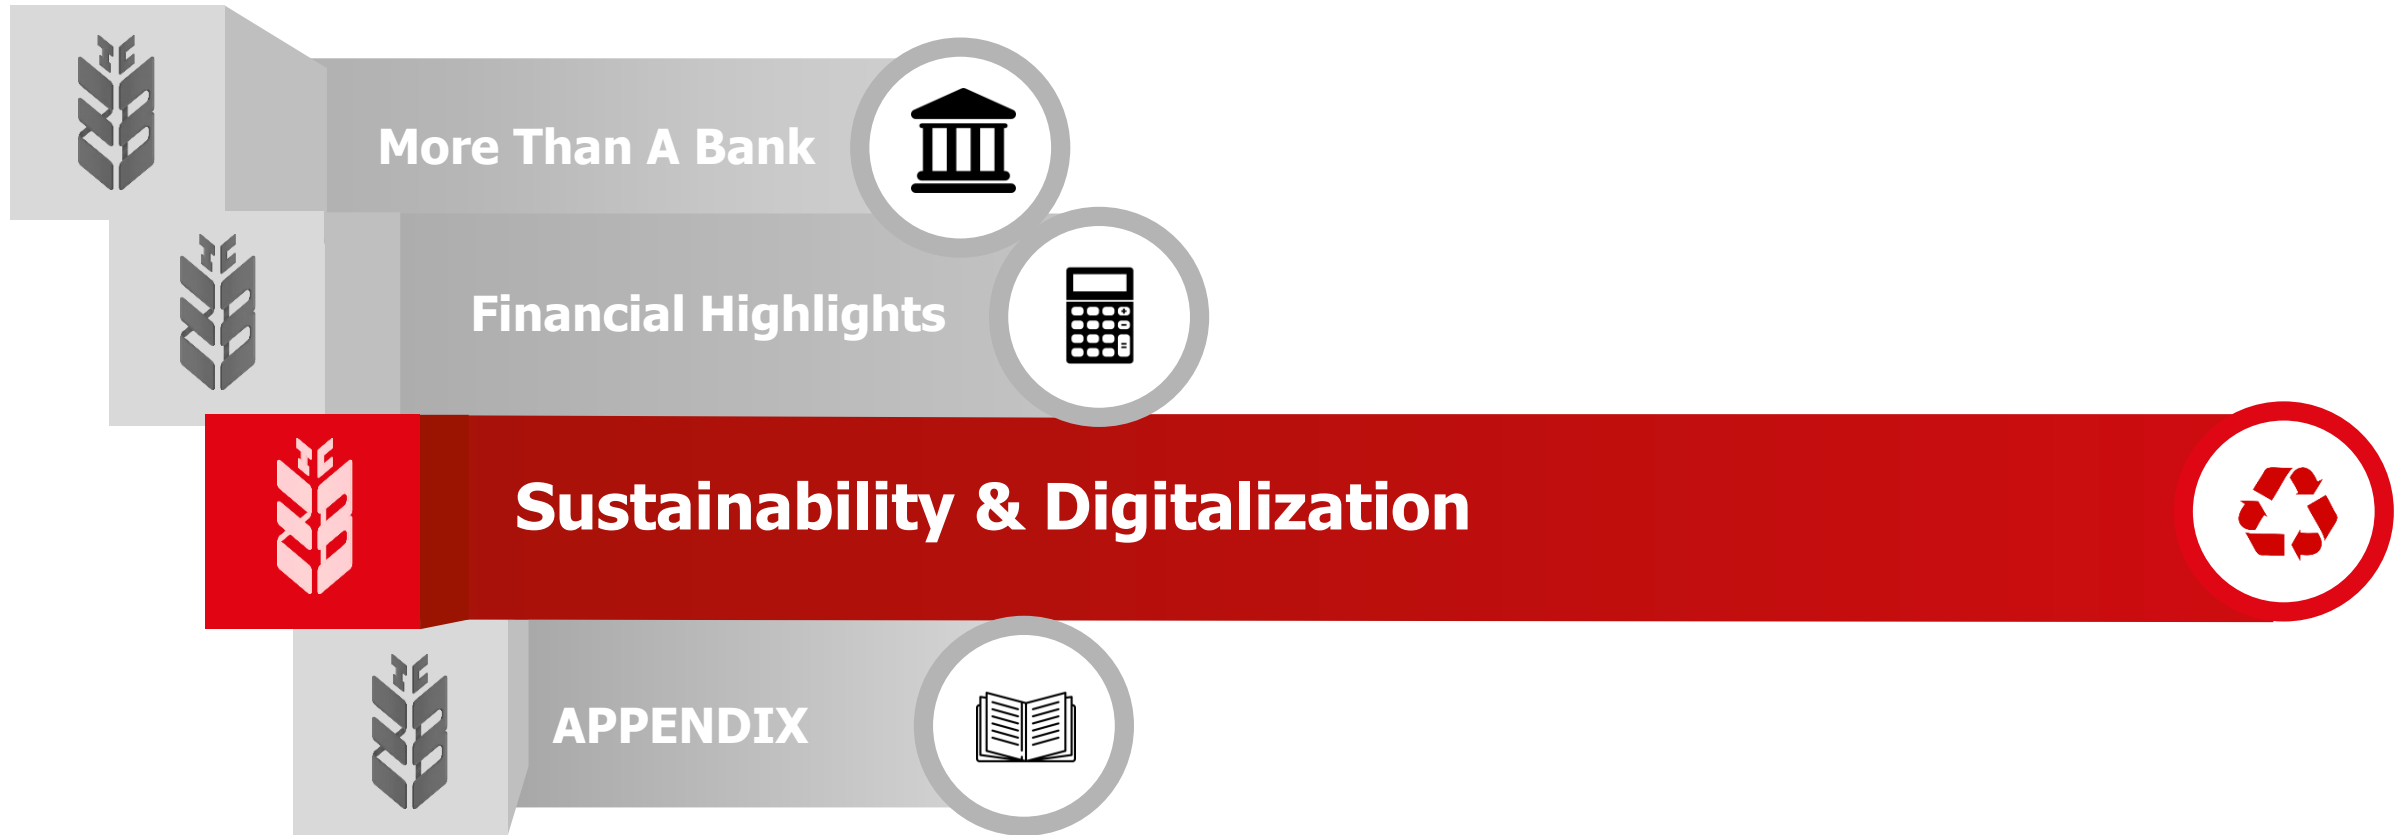 More Than A Bank
Financial Highlights
Sustainability & Digitalization
APPENDIX